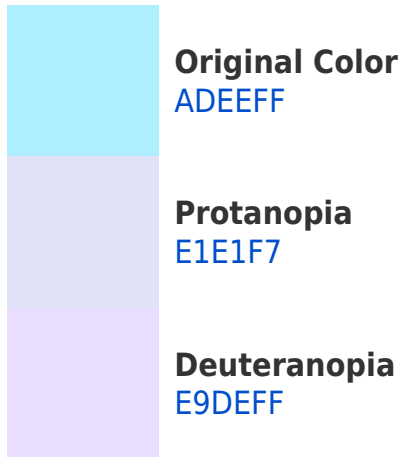 Original Color
ADEEFF
Protanopia
E1E1F7
Deuteranopia
E9DEFF